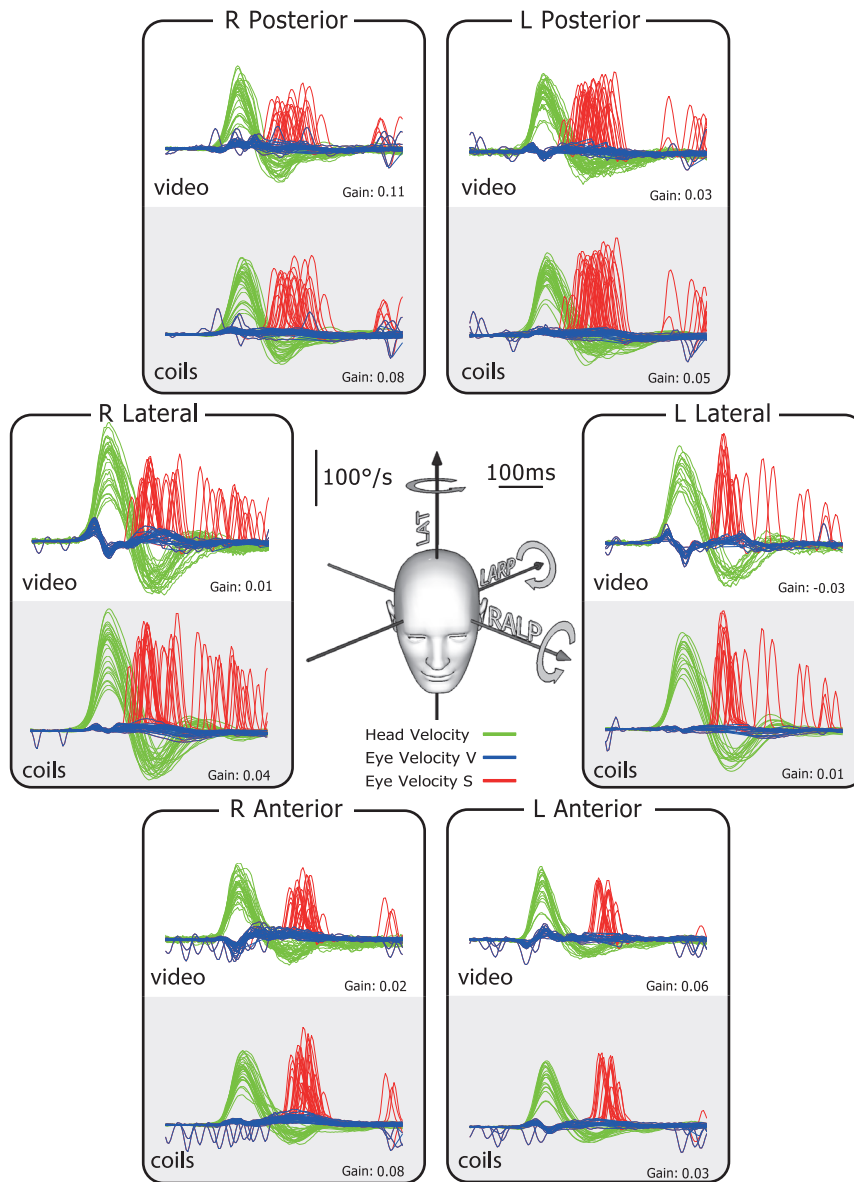 R Posterior
L Posterior
video
Gain: 0.11
video
Gain: 0.03
coils
Gain: 0.08
coils
Gain: 0.05
R Lateral
L Lateral
100°/s
100ms
LAT
LARP
RALP
video
Gain: 0.01
video
Gain: -0.03
Head Velocity
Eye Velocity V
Eye Velocity S
coils
Gain: 0.04
coils
Gain: 0.01
R Anterior
L Anterior
video
Gain: 0.02
video
Gain: 0.06
coils
Gain: 0.08
coils
Gain: 0.03